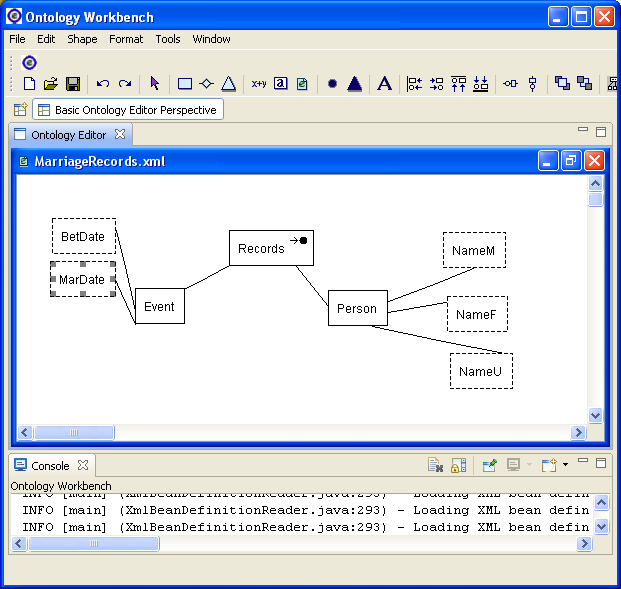 Ontology Workbench
File Edit Shape Format Tools Window
x+y a A
Basic Ontology Editor Perspective
Ontology Editor
MarriageRecords.xml
BetDate
Records
NameM
MarDate
Event
Person
NameF
NameU
Console
Ontology Workbench
INFO [main] (XmlBeanDefinitionReader.java:293) - Loading XML bean defin
INFO [main] (XmlBeanDefinitionReader.java:293) - Loading XML bean defin
INFO [main] (XmlBeanDefinitionReader.java:293) - Loading XML bean defin